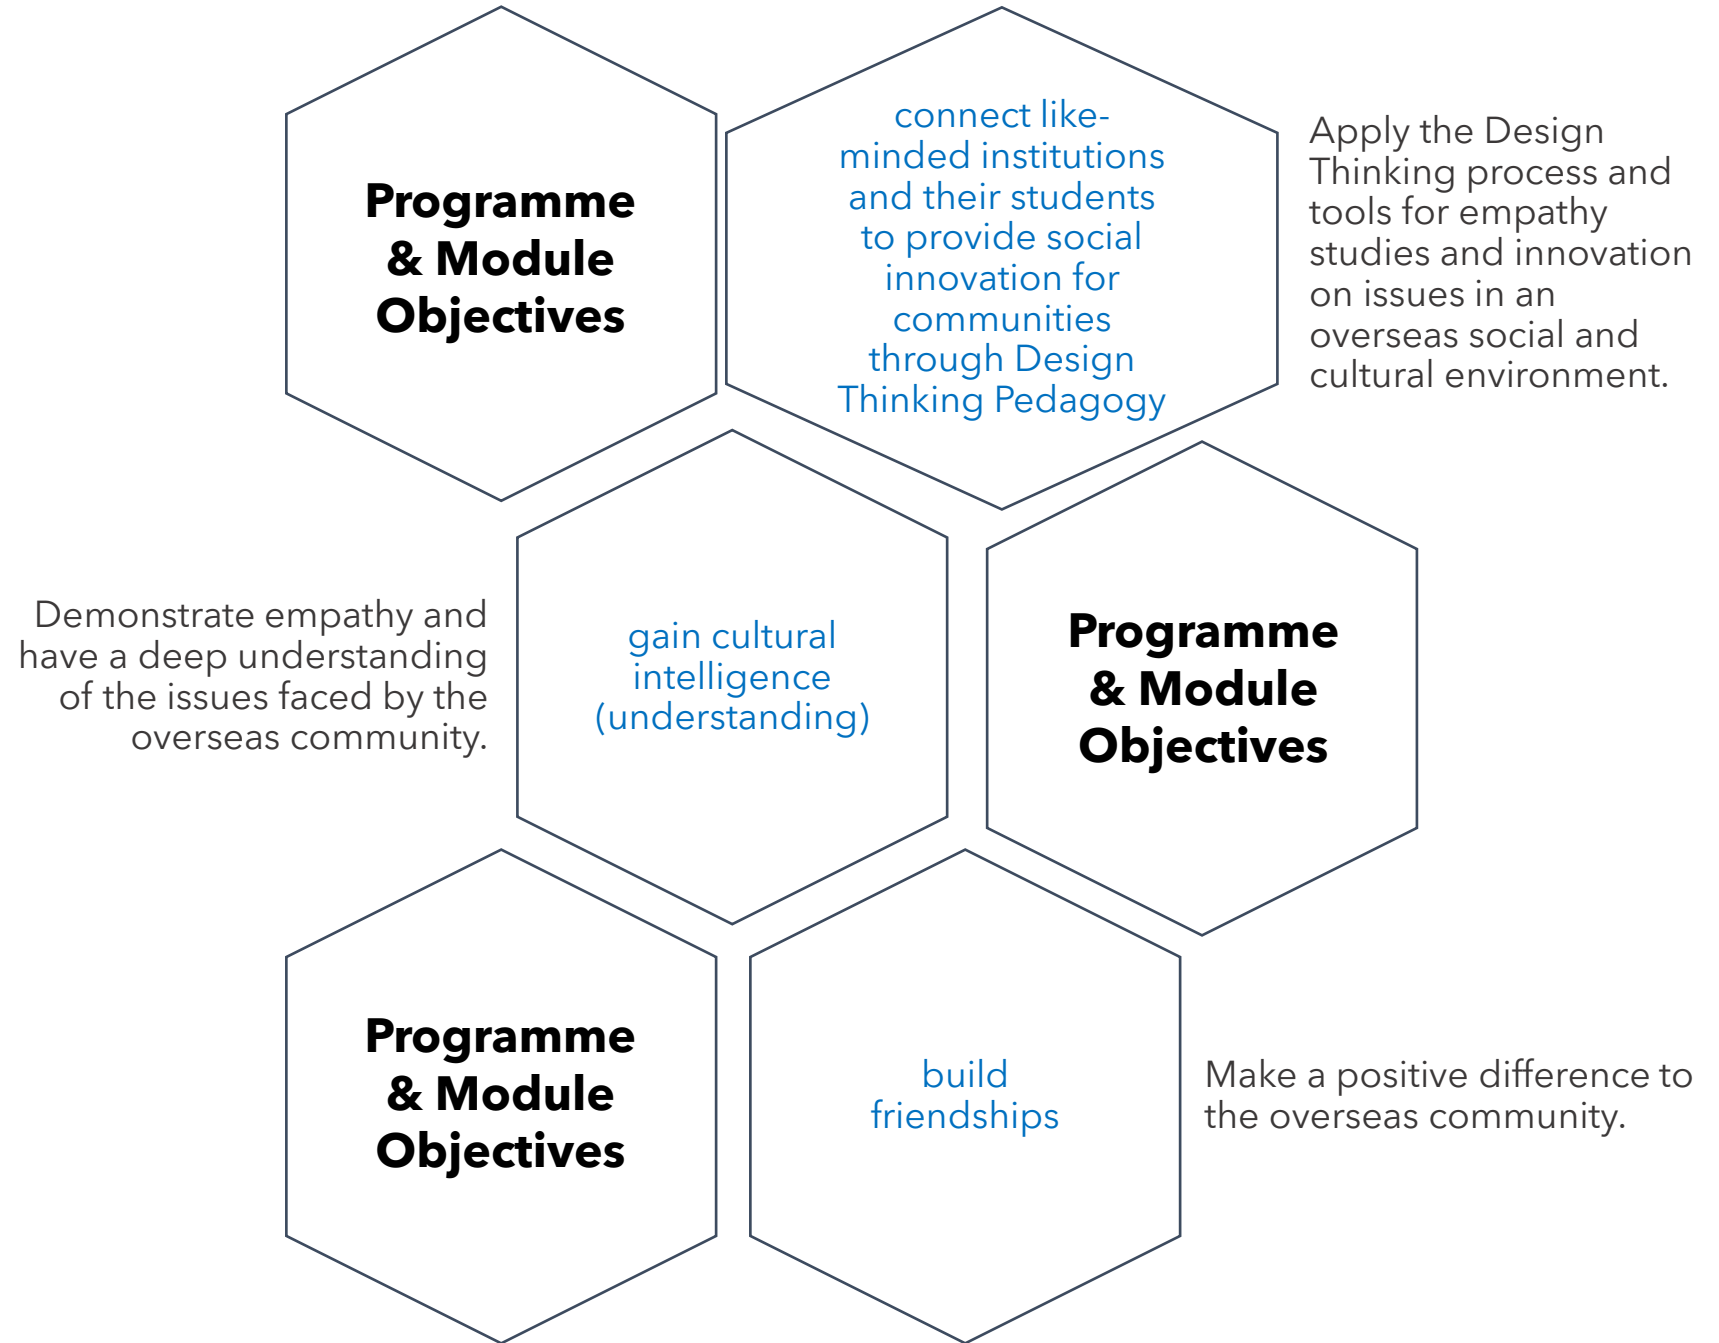 Programme
& Module
Objectives
connect like-
minded institutions
and their students
to provide social
innovation for
communities
through Design
Thinking Pedagogy
Apply the Design
Thinking process and
tools for empathy
studies and innovation
on issues in an
overseas social and
cultural environment.
Demonstrate empathy and
have a deep understanding
of the issues faced by the
overseas community.
gain cultural
intelligence
(understanding)
Programme
& Module
Objectives
Programme
& Module
Objectives
build
friendships
Make a positive difference to
the overseas community.